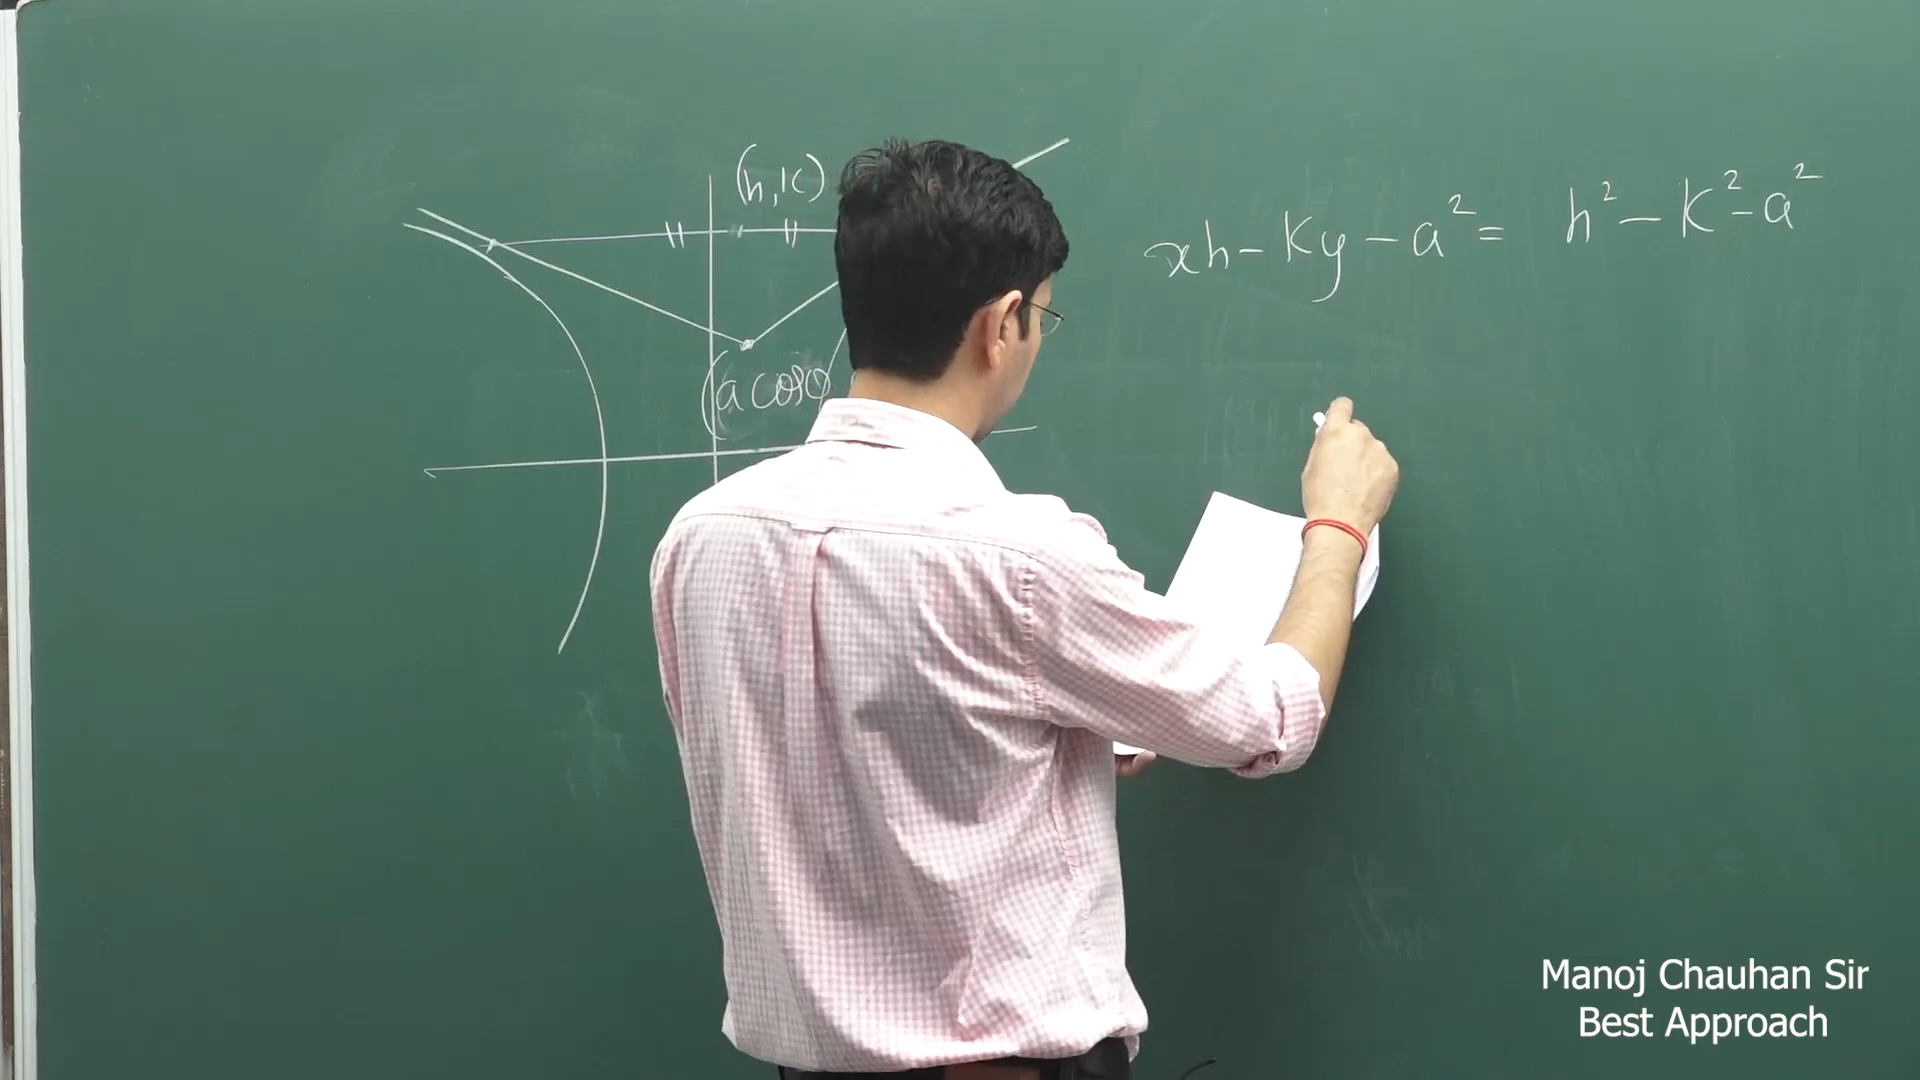 (h,k)
xh - ky - a² = h² - k² - a²
(a cosθ
Manoj Chauhan Sir
Best Approach